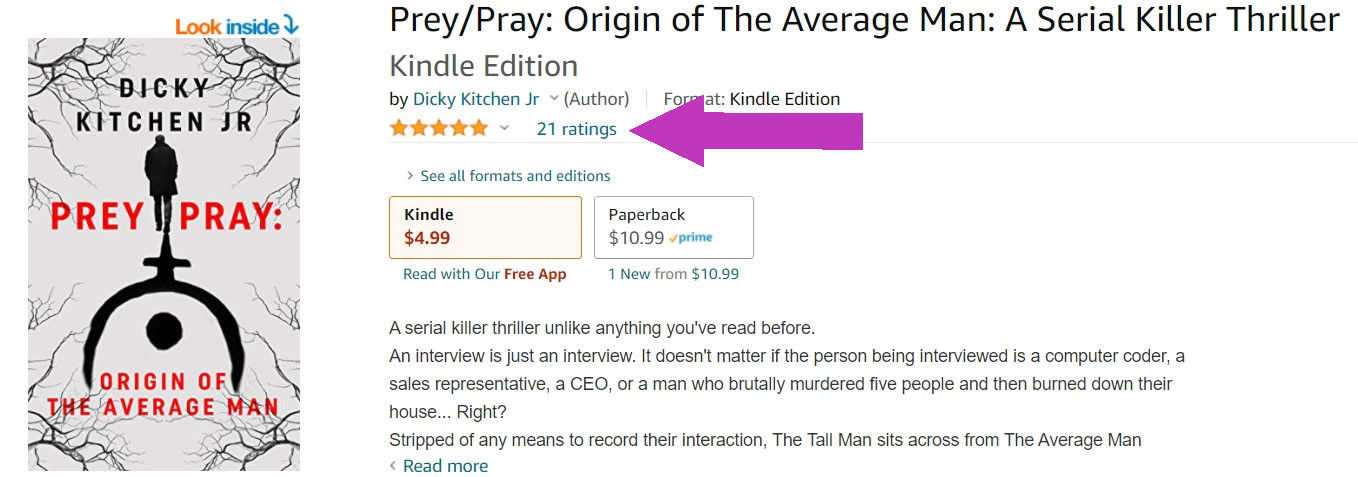 Look inside
DICKY
KITCHEN JR
PREY PRAY:
ORIGIN OF
THE AVERAGE MAN
Prey/Pray: Origin of The Average Man: A Serial Killer Thriller
Kindle Edition
by Dicky Kitchen Jr (Author) Format: Kindle Edition
21 ratings
See all formats and editions
Kindle
$4.99
Read with Our Free App
Paperback
$10.99 prime
1 New from $10.99
A serial killer thriller unlike anything you've read before.
An interview is just an interview. It doesn't matter if the person being interviewed is a computer coder, a
sales representative, a CEO, or a man who brutally murdered five people and then burned down their
house... Right?
Stripped of any means to record their interaction, The Tall Man sits across from The Average Man
Read more